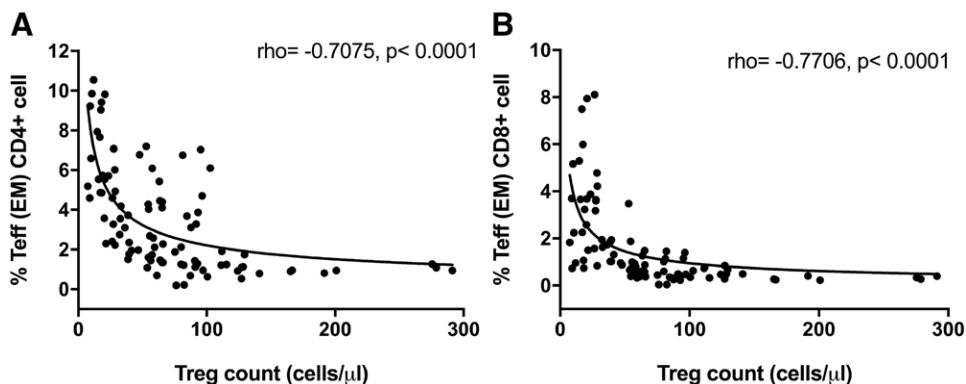 A
rho= -0.7075, p< 0.0001
% Teff (EM) CD4+ cell
12
10
8
6
4
2
0
0 100 200 300
Treg count (cells/µl)
B
rho= -0.7706, p< 0.0001
% Teff (EM) CD8+ cell
10
8
6
4
2
0
0 100 200 300
Treg count (cells/µl)